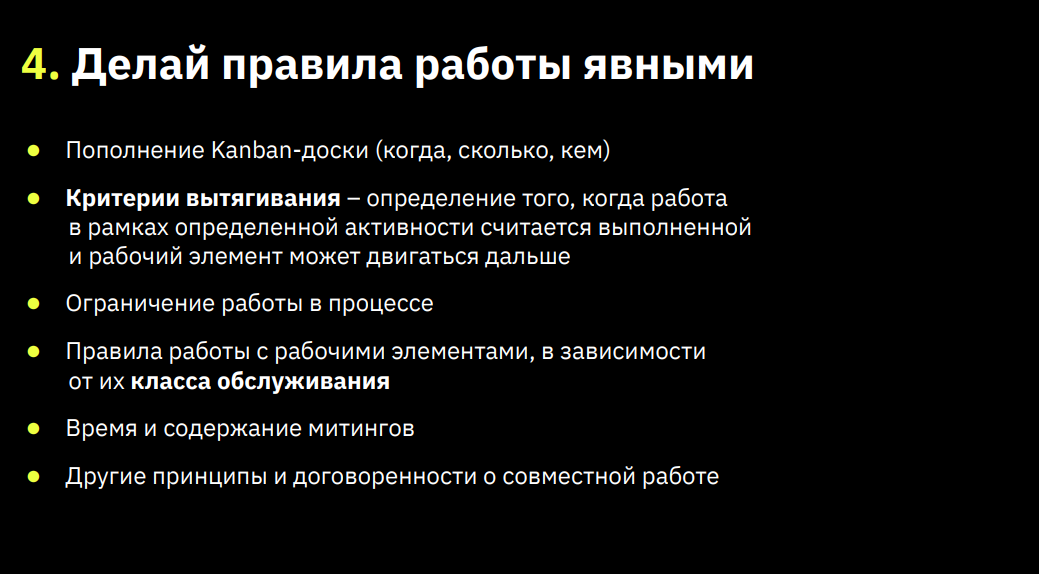 4. Делай правила работы явными
● Пополнение Kanban-доски (когда, сколько, кем)
● Критерии вытягивания – определение того, когда работа
в рамках определенной активности считается выполненной
и рабочий элемент может двигаться дальше
● Ограничение работы в процессе
● Правила работы с рабочими элементами, в зависимости
от их класса обслуживания
● Время и содержание митингов
● Другие принципы и договоренности о совместной работе